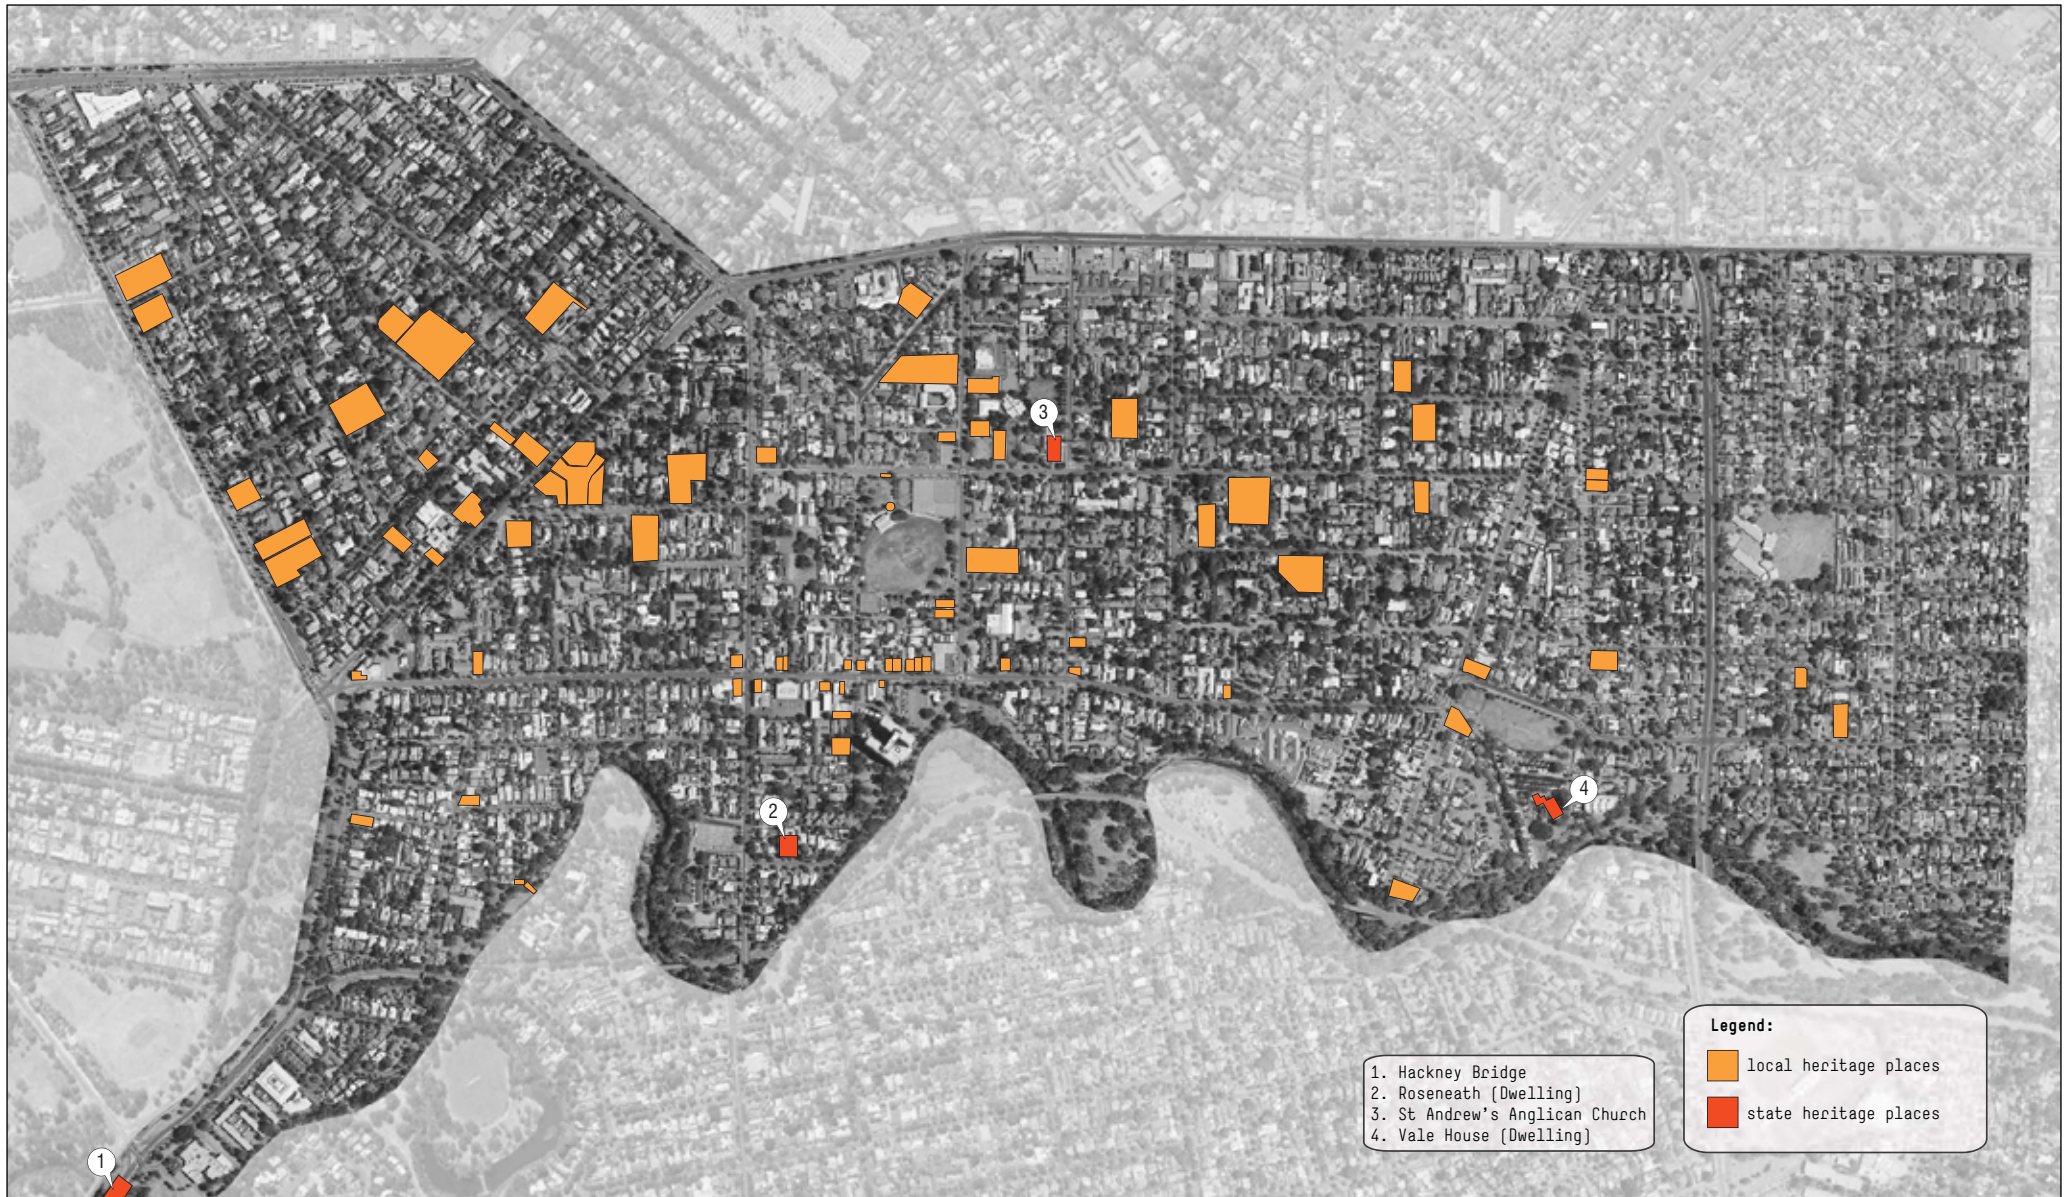 3
2
4
1
1. Hackney Bridge
2. Roseneath (Dwelling)
3. St Andrew's Anglican Church
4. Vale House (Dwelling)
Legend:
local heritage places
state heritage places